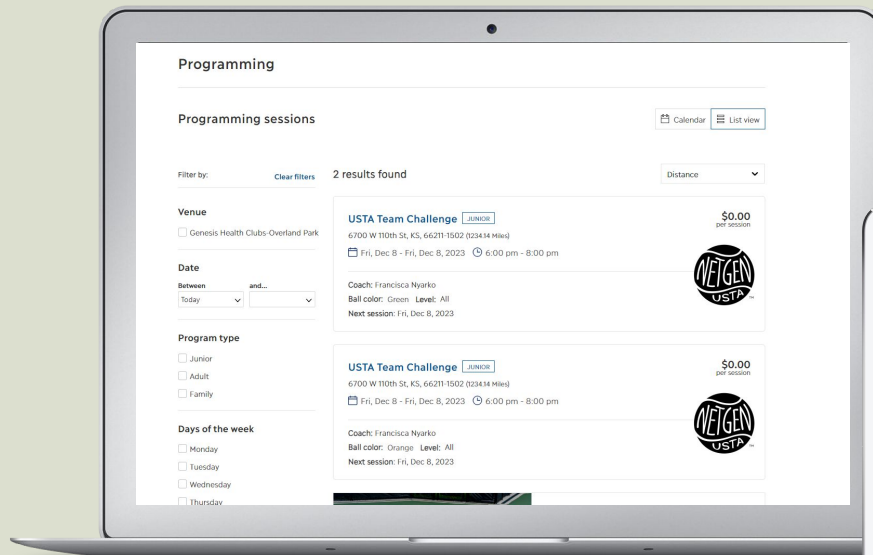 Programming
Programming sessions
Calendar
List view
Filter by:
Clear filters
2 results found
Distance
Venue
Genesis Health Clubs-Overland Park
Date
Between
and...
Today
Program type
Junior
Adult
Family
Days of the week
Monday
Tuesday
Wednesday
Thursday
USTA Team Challenge JUNIOR
$0.00
per session
6700 W 110th St, KS, 66211-1502 (1234.14 Miles)
Fri, Dec 8 - Fri, Dec 8, 2023 6:00 pm - 8:00 pm
NETGEN
USTA
TM
Coach: Francisca Nyarko
Ball color: Green Level: All
Next session: Fri, Dec 8, 2023
USTA Team Challenge JUNIOR
$0.00
per session
6700 W 110th St, KS, 66211-1502 (1234.14 Miles)
Fri, Dec 8 - Fri, Dec 8, 2023 6:00 pm - 8:00 pm
NETGEN
USTA
TM
Coach: Francisca Nyarko
Ball color: Orange Level: All
Next session: Fri, Dec 8, 2023